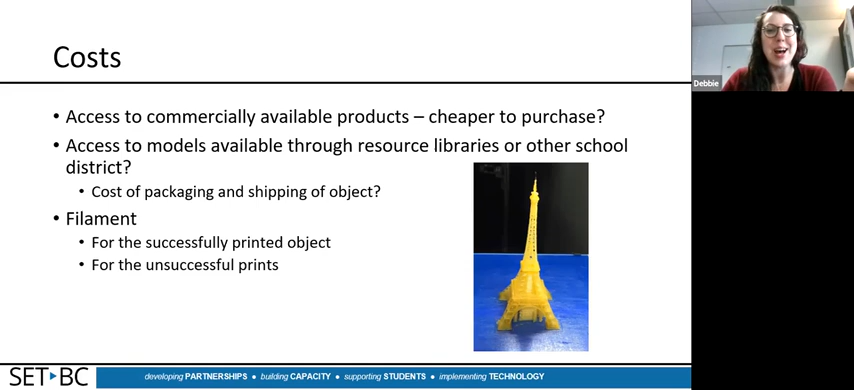 Costs
Debbie
• Access to commercially available products – cheaper to purchase?
• Access to models available through resource libraries or other school
district?
• Cost of packaging and shipping of object?
• Filament
• For the successfully printed object
• For the unsuccessful prints
SET BC
developing PARTNERSHIPS • building CAPACITY • supporting STUDENTS • implementing TECHNOLOGY